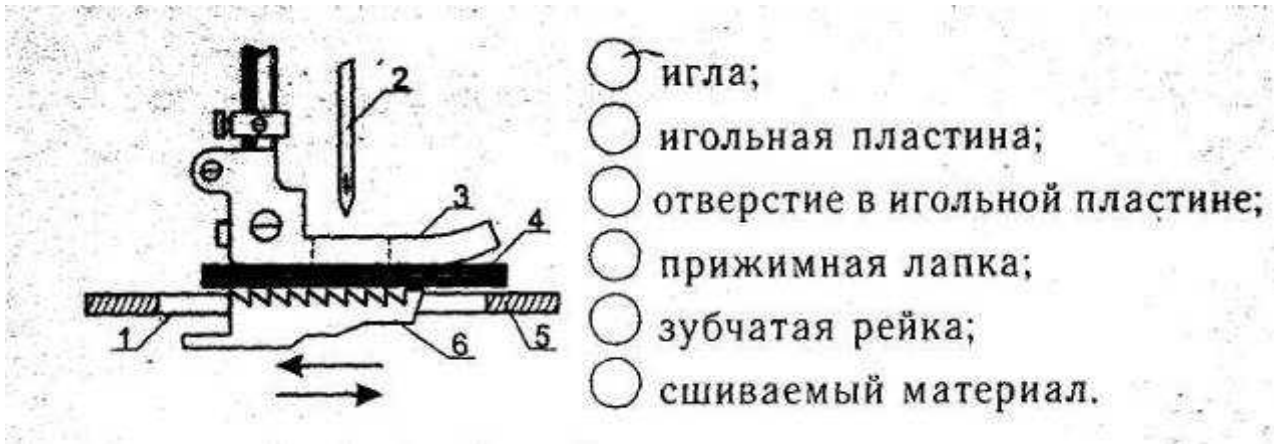 2
3
4
1
6
5
игла;
игольная пластина;
отверстие в игольной пластине;
прижимная лапка;
зубчатая рейка;
сшиваемый материал.